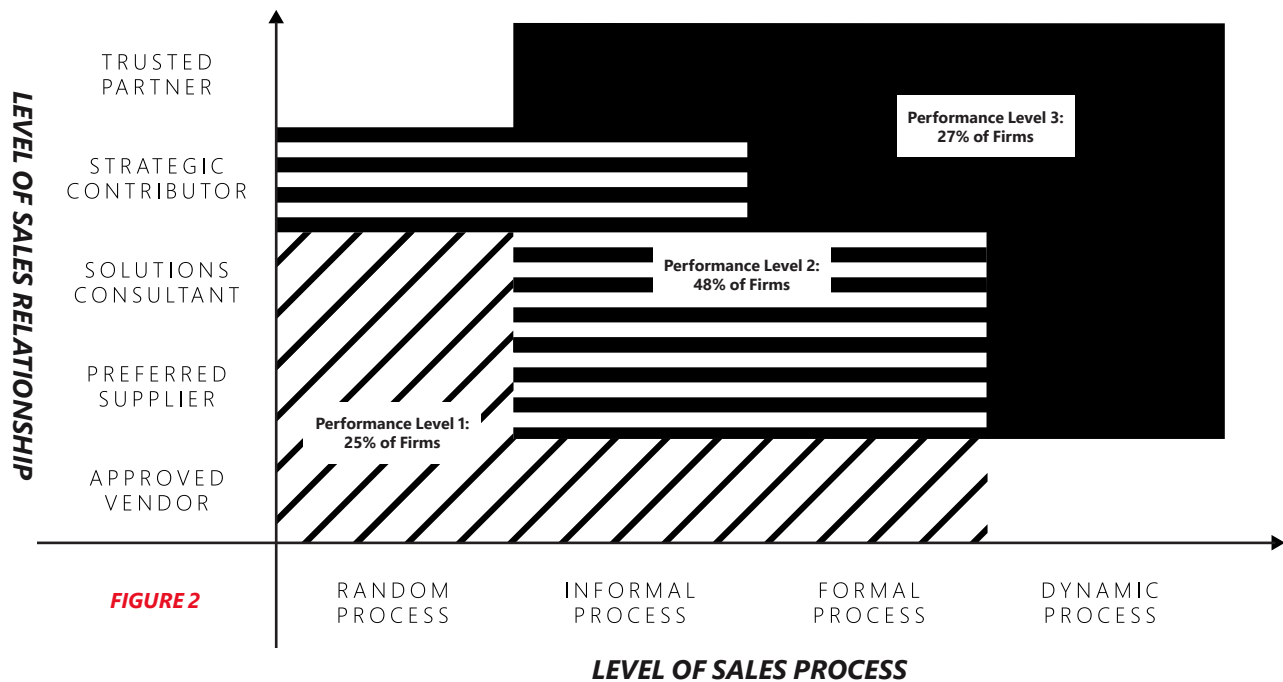 LEVEL OF SALES RELATIONSHIP
TRUSTED
PARTNER
STRATEGIC
CONTRIBUTOR
SOLUTIONS
CONSULTANT
PREFERRED
SUPPLIER
APPROVED
VENDOR
Performance Level 3:
27% of Firms
Performance Level 2:
48% of Firms
Performance Level 1:
25% of Firms
FIGURE 2
RANDOM
PROCESS
INFORMAL
PROCESS
FORMAL
PROCESS
DYNAMIC
PROCESS
LEVEL OF SALES PROCESS